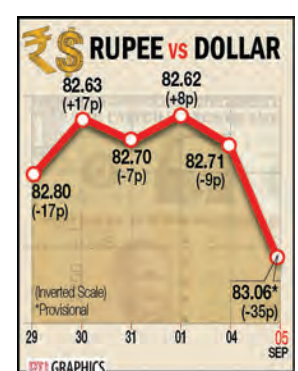 ₹$ RUPEE VS DOLLAR
82.63
(+17p)
82.62
(+8p)
82.80
(-17p)
82.70
(-7p)
82.71
(-9p)
83.06*
(-35p)
(Inverted Scale)
*Provisional
29 30 31 01 04 05
SEP
PTI GRAPHICS